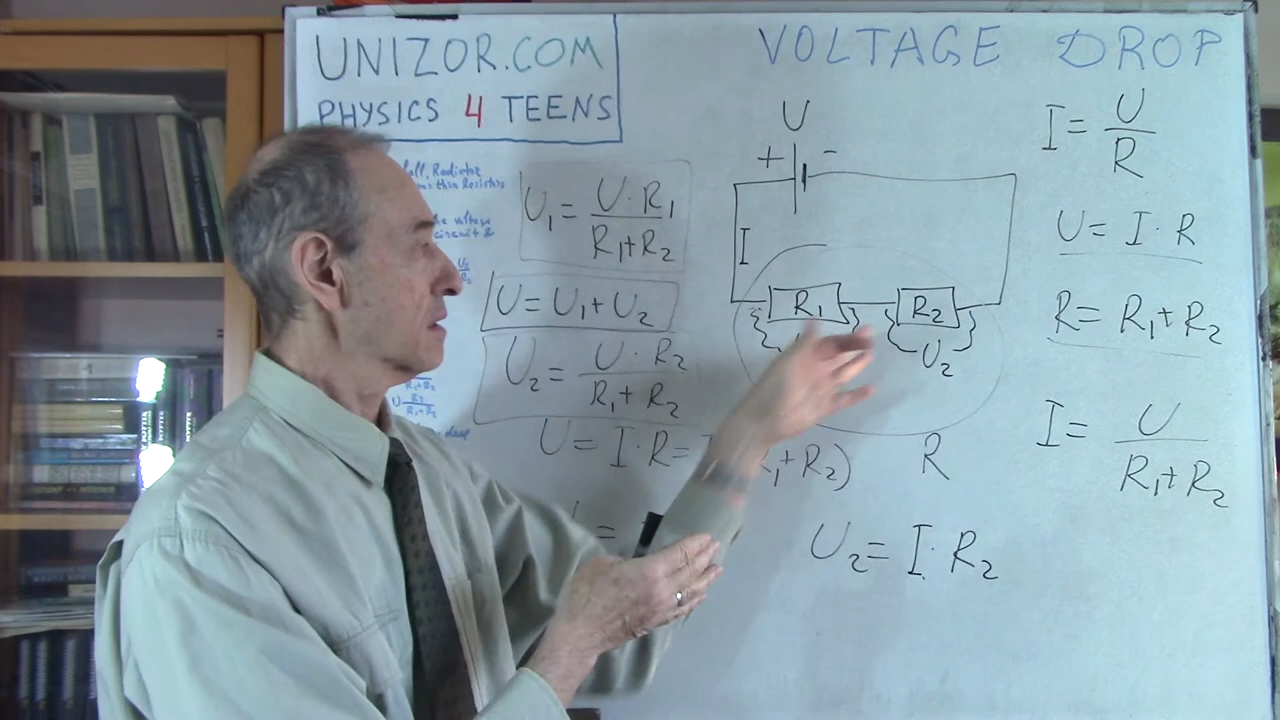 UNIZOR.COM
PHYSICS 4 TEENS
VOLTAGE DROP
U
+ -
I
R₁ R₂
U₂
R
U₁ = U · R₁ / R₁+R₂
U = U₁ + U₂
U₂ = U · R₂ / R₁ + R₂
U = I · R =
+ R₂)
I = U / R
U = I · R
R = R₁ + R₂
I = U / R₁ + R₂
U₂ = I · R₂